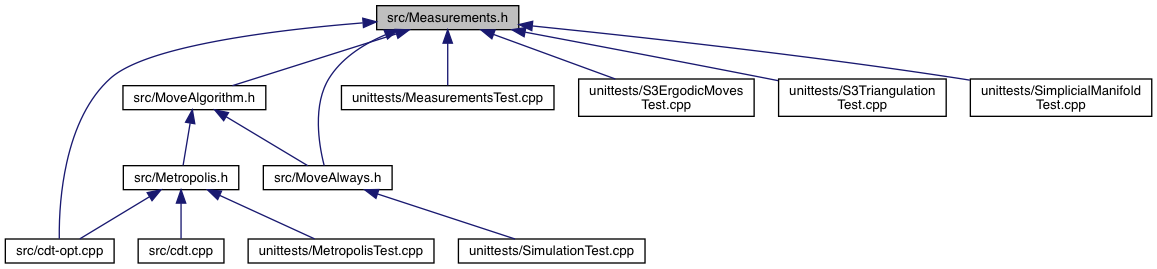 src/Measurements.h
src/MoveAlgorithm.h
unittests/MeasurementsTest.cpp
unittests/S3ErgodicMoves
Test.cpp
unittests/S3Triangulation
Test.cpp
unittests/SimplicialManifold
Test.cpp
src/Metropolis.h
src/MoveAlways.h
src/cdt-opt.cpp
src/cdt.cpp
unittests/MetropolisTest.cpp
unittests/SimulationTest.cpp